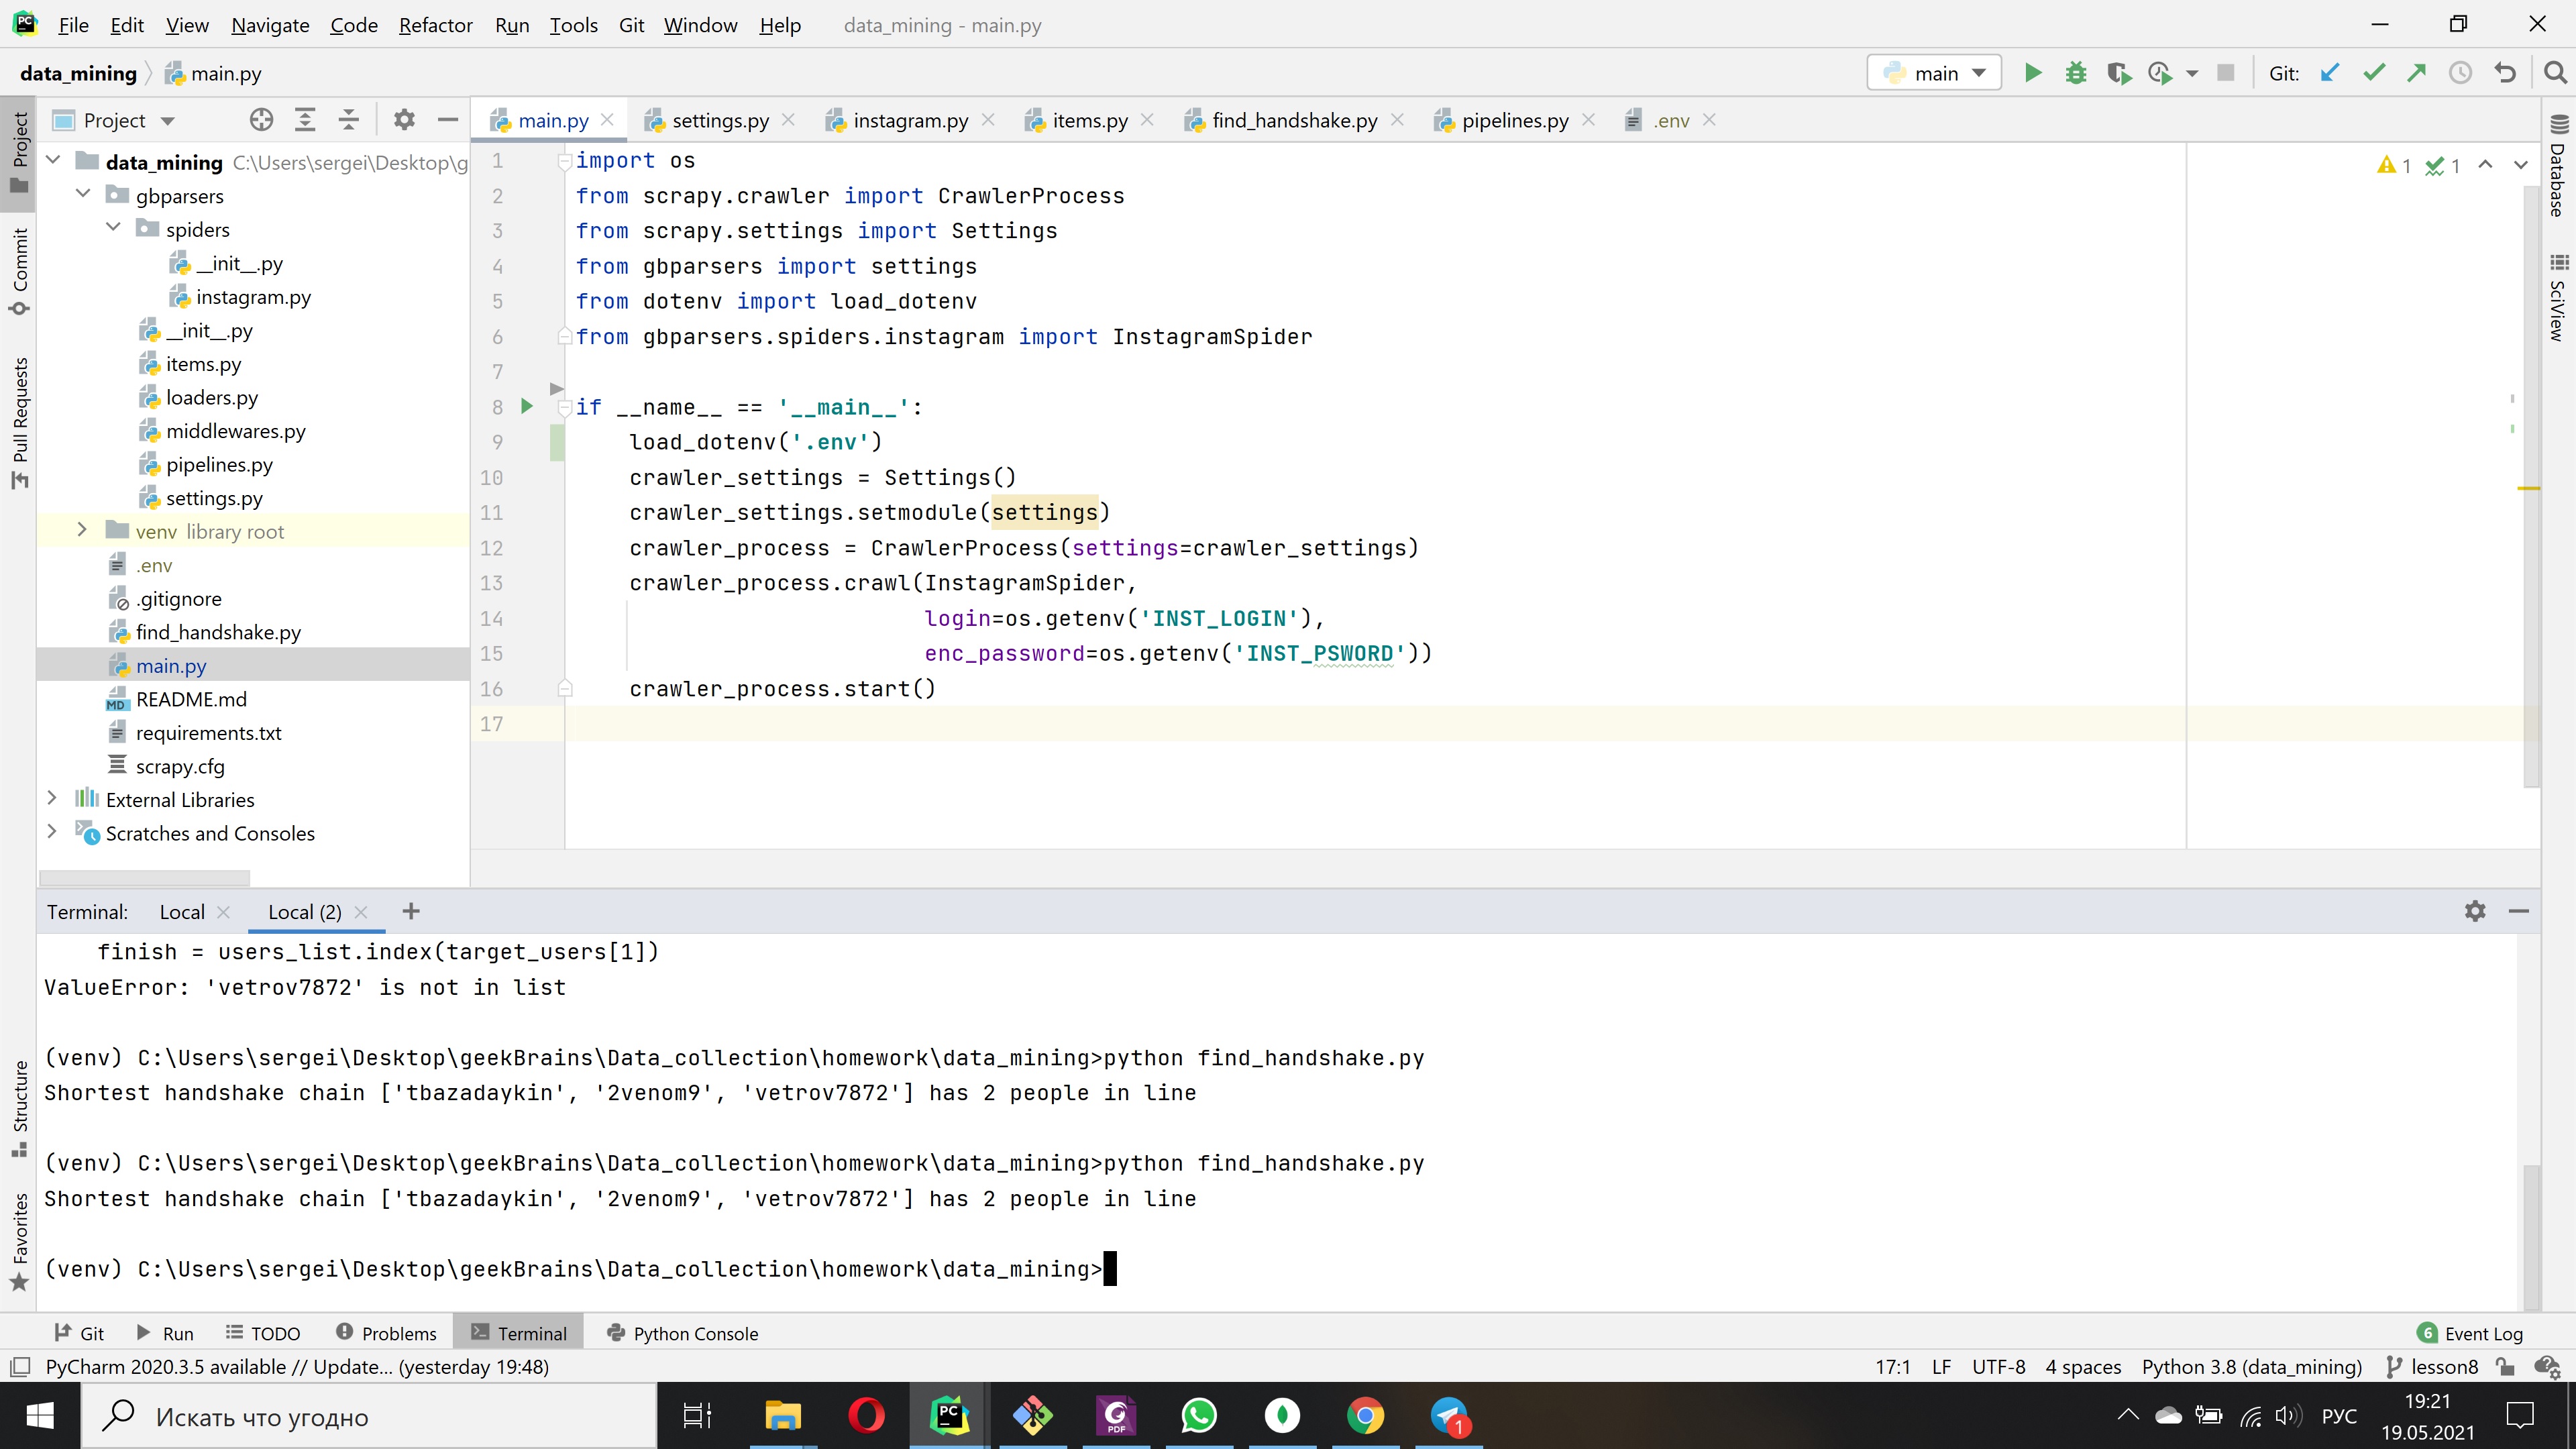 File Edit View Navigate Code Refactor Run Tools Git Window Help data_mining - main.py
data_mining main.py main Git:
Project
main.py settings.py instagram.py items.py find_handshake.py pipelines.py .env
Project
Commit
Pull Requests
Structure
Favorites
data_mining C:\Users\sergei\Desktop\g
gbparsers
spiders
__init__.py
instagram.py
__init__.py
items.py
loaders.py
middlewares.py
pipelines.py
settings.py
venv library root
.env
.gitignore
find_handshake.py
main.py
README.md
requirements.txt
scrapy.cfg
External Libraries
Scratches and Consoles
1 import os
2 from scrapy.crawler import CrawlerProcess
3 from scrapy.settings import Settings
4 from gbparsers import settings
5 from dotenv import load_dotenv
6 from gbparsers.spiders.instagram import InstagramSpider
7
8 if __name__ == '__main__':
9 load_dotenv('.env')
10 crawler_settings = Settings()
11 crawler_settings.setmodule(settings)
12 crawler_process = CrawlerProcess(settings=crawler_settings)
13 crawler_process.crawl(InstagramSpider,
14 login=os.getenv('INST_LOGIN'),
15 enc_password=os.getenv('INST_PSWORD'))
16 crawler_process.start()
17
1 1
Database
SciView
Terminal: Local Local (2)
finish = users_list.index(target_users[1])
ValueError: 'vetrov7872' is not in list
(venv) C:\Users\sergei\Desktop\geekBrains\Data_collection\homework\data_mining>python find_handshake.py
Shortest handshake chain ['tbazadaykin', '2venom9', 'vetrov7872'] has 2 people in line
(venv) C:\Users\sergei\Desktop\geekBrains\Data_collection\homework\data_mining>python find_handshake.py
Shortest handshake chain ['tbazadaykin', '2venom9', 'vetrov7872'] has 2 people in line
(venv) C:\Users\sergei\Desktop\geekBrains\Data_collection\homework\data_mining>
Git Run TODO Problems Terminal Python Console 6 Event Log
PyCharm 2020.3.5 available // Update... (yesterday 19:48) 17:1 LF UTF-8 4 spaces Python 3.8 (data_mining) lesson8
Искать что угодно PC PDF 1 РУС 19:21
19.05.2021